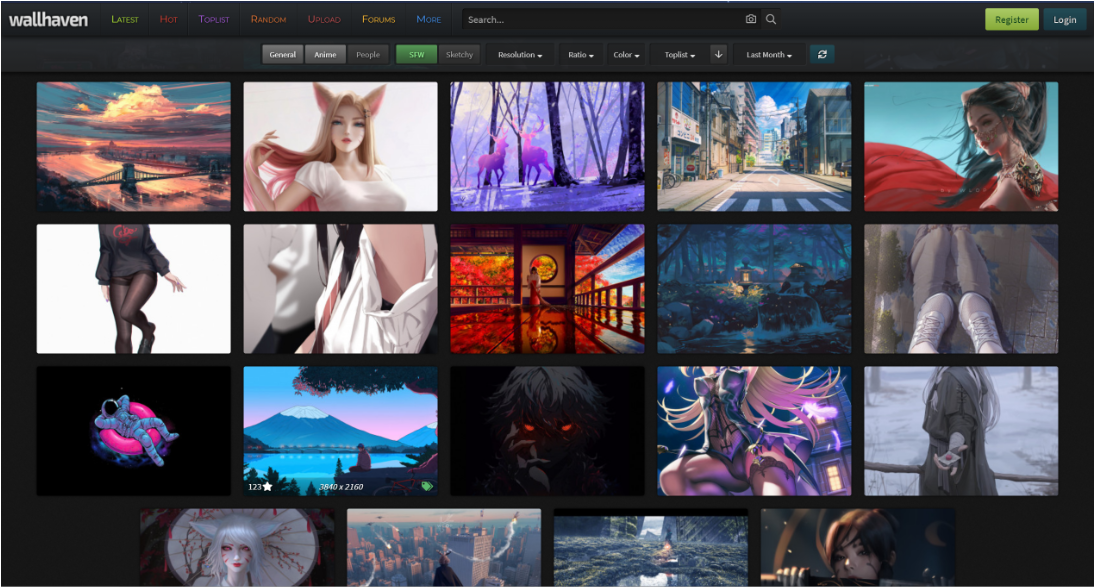 wallhaven Latest Hot Toplist Random Upload Forums More Search... Register Login
General Anime People SFW Sketchy Resolution Ratio Color Toplist Last Month
123 3840 x 2160